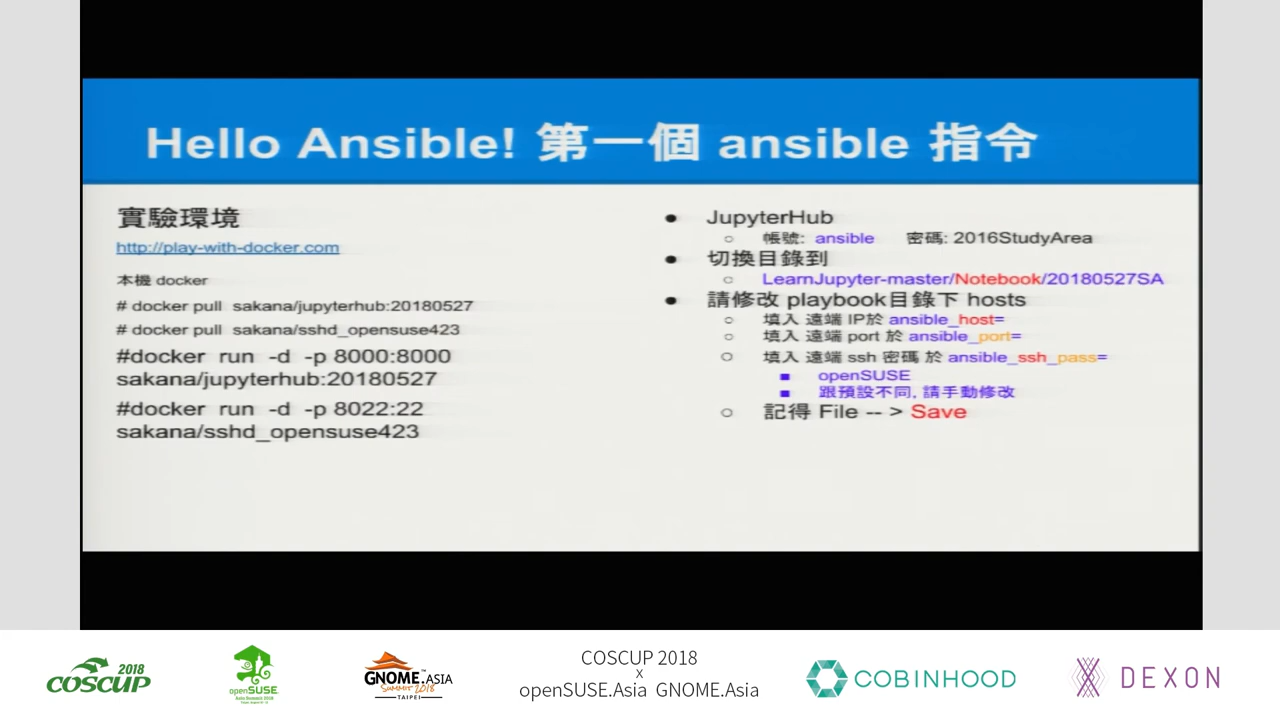 Hello Ansible! 第一個 ansible 指令
實驗環境
http://play-with-docker.com
本機 docker
# docker pull sakana/jupyterhub:20180527
# docker pull sakana/sshd_opensuse423
#docker run -d -p 8000:8000
sakana/jupyterhub:20180527
#docker run -d -p 8022:22
sakana/sshd_opensuse423
● JupyterHub
○ 帳號: ansible 密碼: 2016StudyArea
● 切換目錄到
○ LearnJupyter-master/Notebook/20180527SA
● 請修改 playbook目錄下 hosts
○ 填入 遠端 IP於 ansible_host=
○ 填入 遠端 port 於 ansible_port=
○ 填入 遠端 ssh 密碼 於 ansible_ssh_pass=
■ openSUSE
■ 跟預設不同, 請手動修改
○ 記得 File -- > Save
2018
COSCUP
openSUSE
Asia Summit 2018
GNOME.ASIA
SUMMIT 2018
TAIPEI
COSCUP 2018
x
openSUSE.Asia GNOME.Asia
COBINHOOD
DEXON